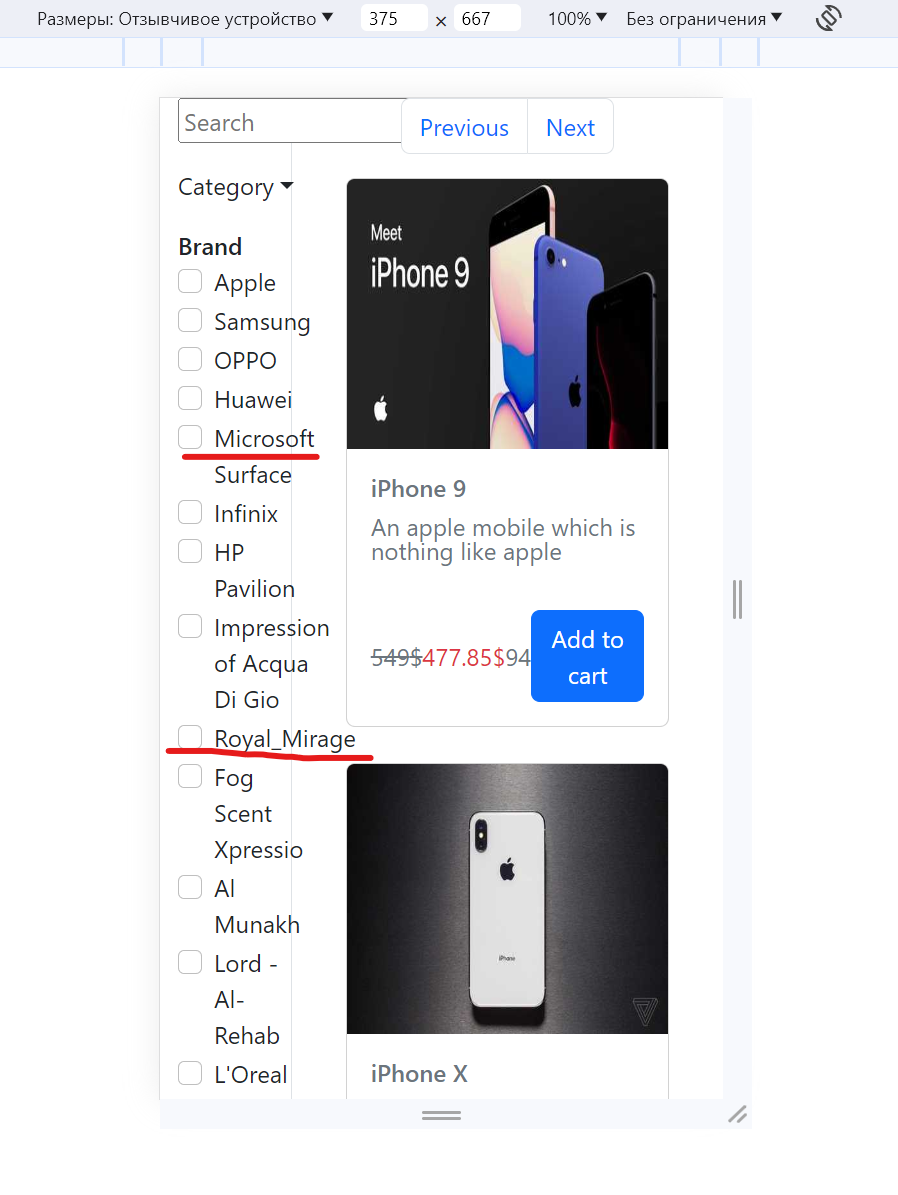 Размеры: Отзывчивое устройство 375 × 667 100% Без ограничения
Search
Previous Next
Category
Brand
Apple
Samsung
OPPO
Huawei
Microsoft
Surface
Infinix
HP
Pavilion
Impression
of Acqua
Di Gio
Royal_Mirage
Fog
Scent
Xpressio
Al
Munakh
Lord -
Al-
Rehab
L'Oreal
Meet
iPhone 9
iPhone 9
An apple mobile which is
nothing like apple
549$477.85$94
Add to
cart
iPhone
iPhone X